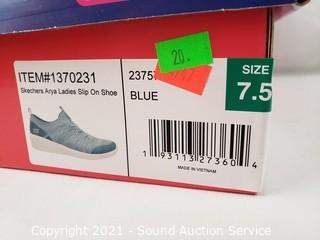 20.
ITEM#1370231
Skechers Arya Ladies Slip On Shoe
2375
BLUE
SIZE
7.5
1 93113 27360 4
MADE IN VIETNAM
Copyright 2021 - Sound Auction Service